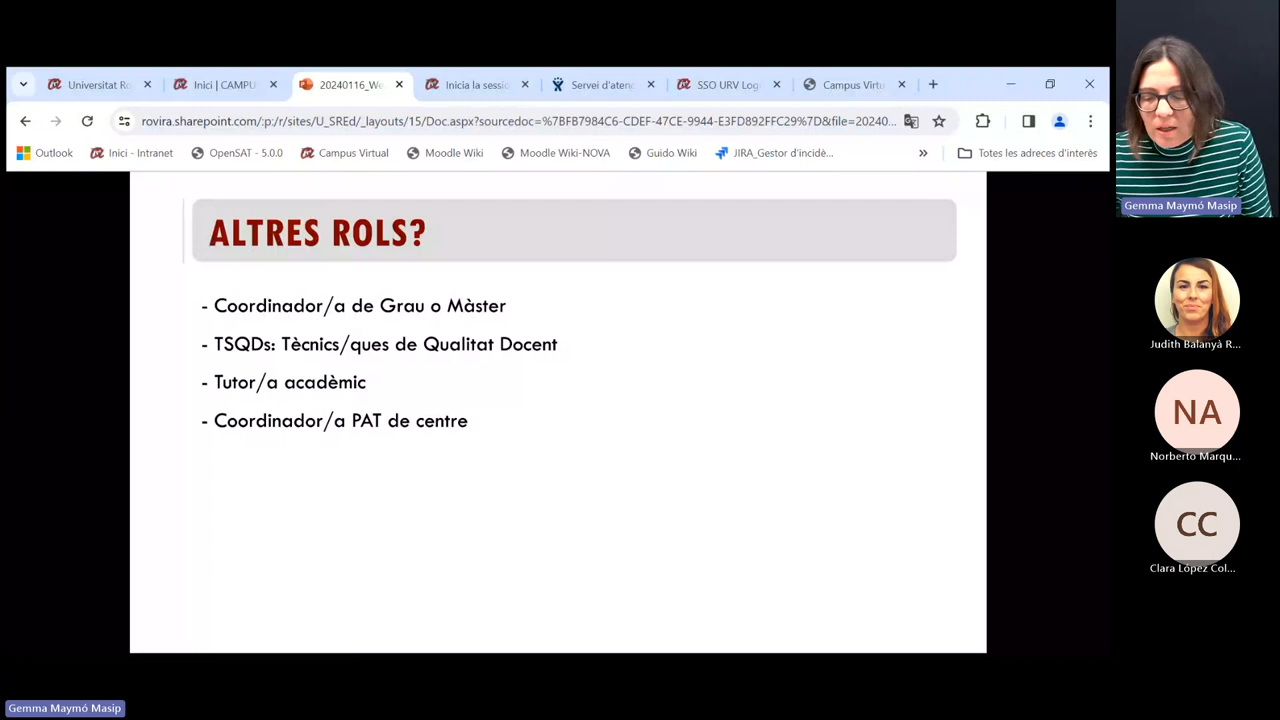 Universitat Ro
Inici | CAMPU
20240116_We
Inicia la sessió
Servei d'atenc
SSO URV Log
Campus Virtu
rovira.sharepoint.com/:p:/r/sites/U_SREd/_layouts/15/Doc.aspx?sourcedoc=%7BFB7984C6-CDEF-47CE-9944-E3FD892FFC29%7D&file=20240...
Outlook
Inici - Intranet
OpenSAT - 5.0.0
Campus Virtual
Moodle Wiki
Moodle Wiki-NOVA
Guido Wiki
JIRA_Gestor d'incidè...
Totes les adreces d'interès
ALTRES ROLS?
- Coordinador/a de Grau o Màster
- TSQDs: Tècnics/ques de Qualitat Docent
- Tutor/a acadèmic
- Coordinador/a PAT de centre
Gemma Maymó Masip
Judith Balanyà R...
NA
Norberto Marqu...
CC
Clara López Col...
Gemma Maymó Masip